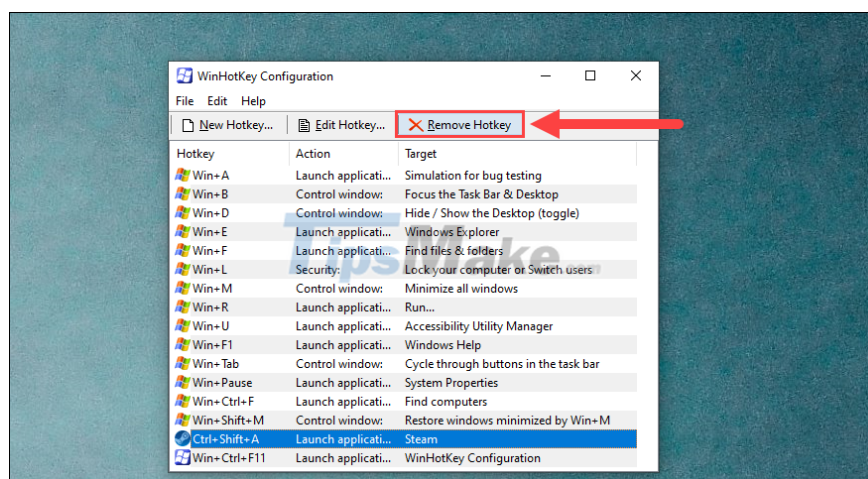 WinHotKey Configuration
File Edit Help
New Hotkey... Edit Hotkey... Remove Hotkey
Hotkey Action Target
Win+A Launch applicati... Simulation for bug testing
Win+B Control window: Focus the Task Bar & Desktop
Win+D Control window: Hide / Show the Desktop (toggle)
Win+E Launch applicati... Windows Explorer
Win+F Launch applicati... Find files & folders
Win+L Security: Lock your computer or Switch users
Win+M Control window: Minimize all windows
Win+R Launch applicati... Run...
Win+U Launch applicati... Accessibility Utility Manager
Win+F1 Launch applicati... Windows Help
Win+Tab Control window: Cycle through buttons in the task bar
Win+Pause Launch applicati... System Properties
Win+Ctrl+F Launch applicati... Find computers
Win+Shift+M Control window: Restore windows minimized by Win+M
Ctrl+Shift+A Launch applicati... Steam
Win+Ctrl+F11 Launch applicati... WinHotKey Configuration
TipsMake.com